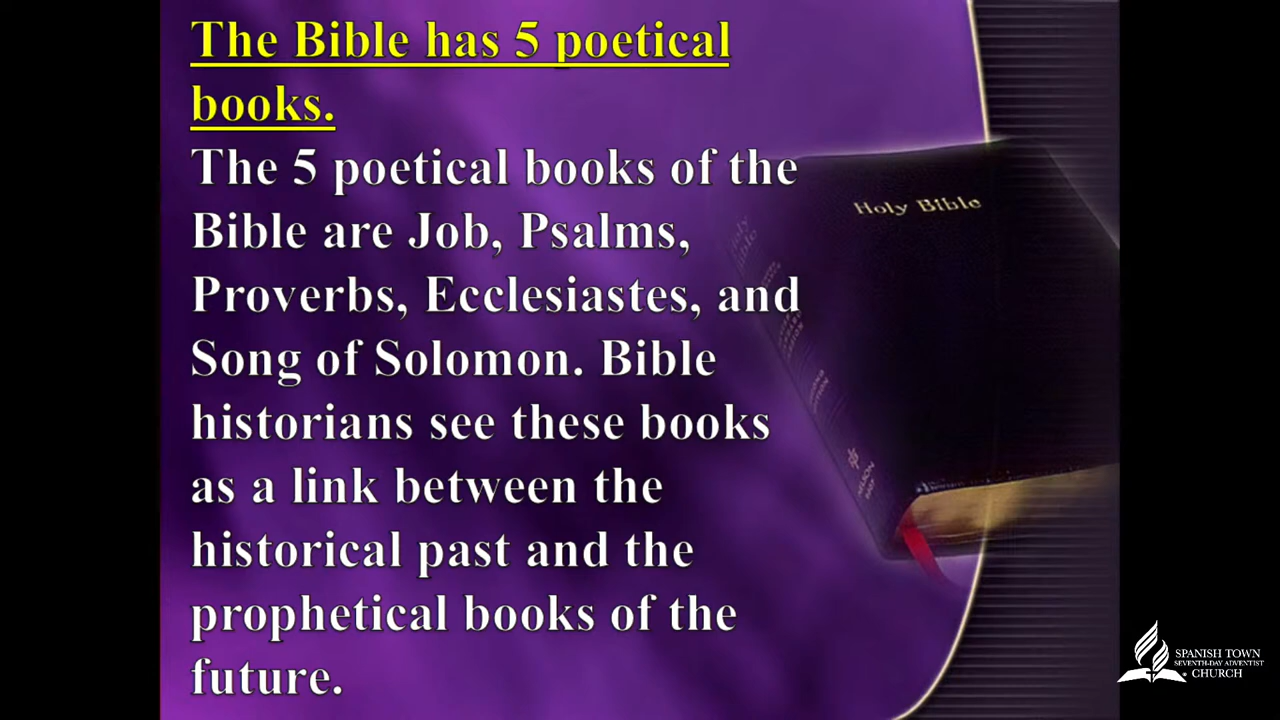 The Bible has 5 poetical
books.
The 5 poetical books of the
Bible are Job, Psalms,
Proverbs, Ecclesiastes, and
Song of Solomon. Bible
historians see these books
as a link between the
historical past and the
prophetical books of the
future.
Holy Bible
SPANISH TOWN
SEVENTH-DAY ADVENTIST
CHURCH